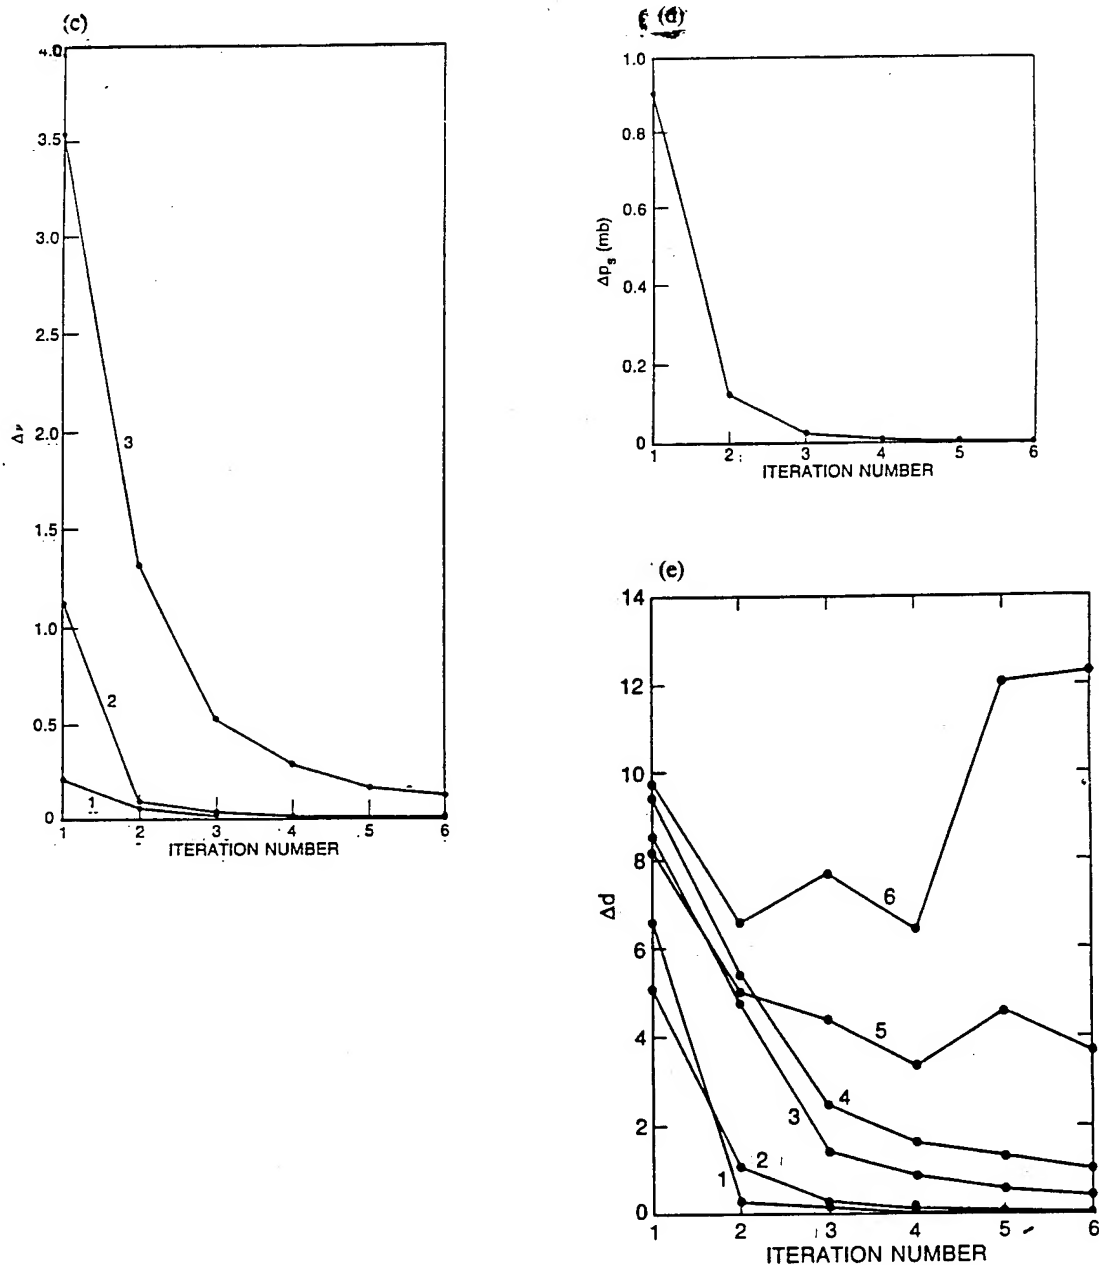 (c)
4.0
3.5
3.0
2.5
2.0
1.5
1.0
0.5
0
Δν
3
2
1
1 2 3 4 5 6
ITERATION NUMBER
(d)
1.0
0.8
0.6
0.4
0.2
0
Δps (mb)
1 2 3 4 5 6
ITERATION NUMBER
(e)
14
12
10
8
6
4
2
0
Δd
6
5
4
3
2
1
1 2 3 4 5 6
ITERATION NUMBER